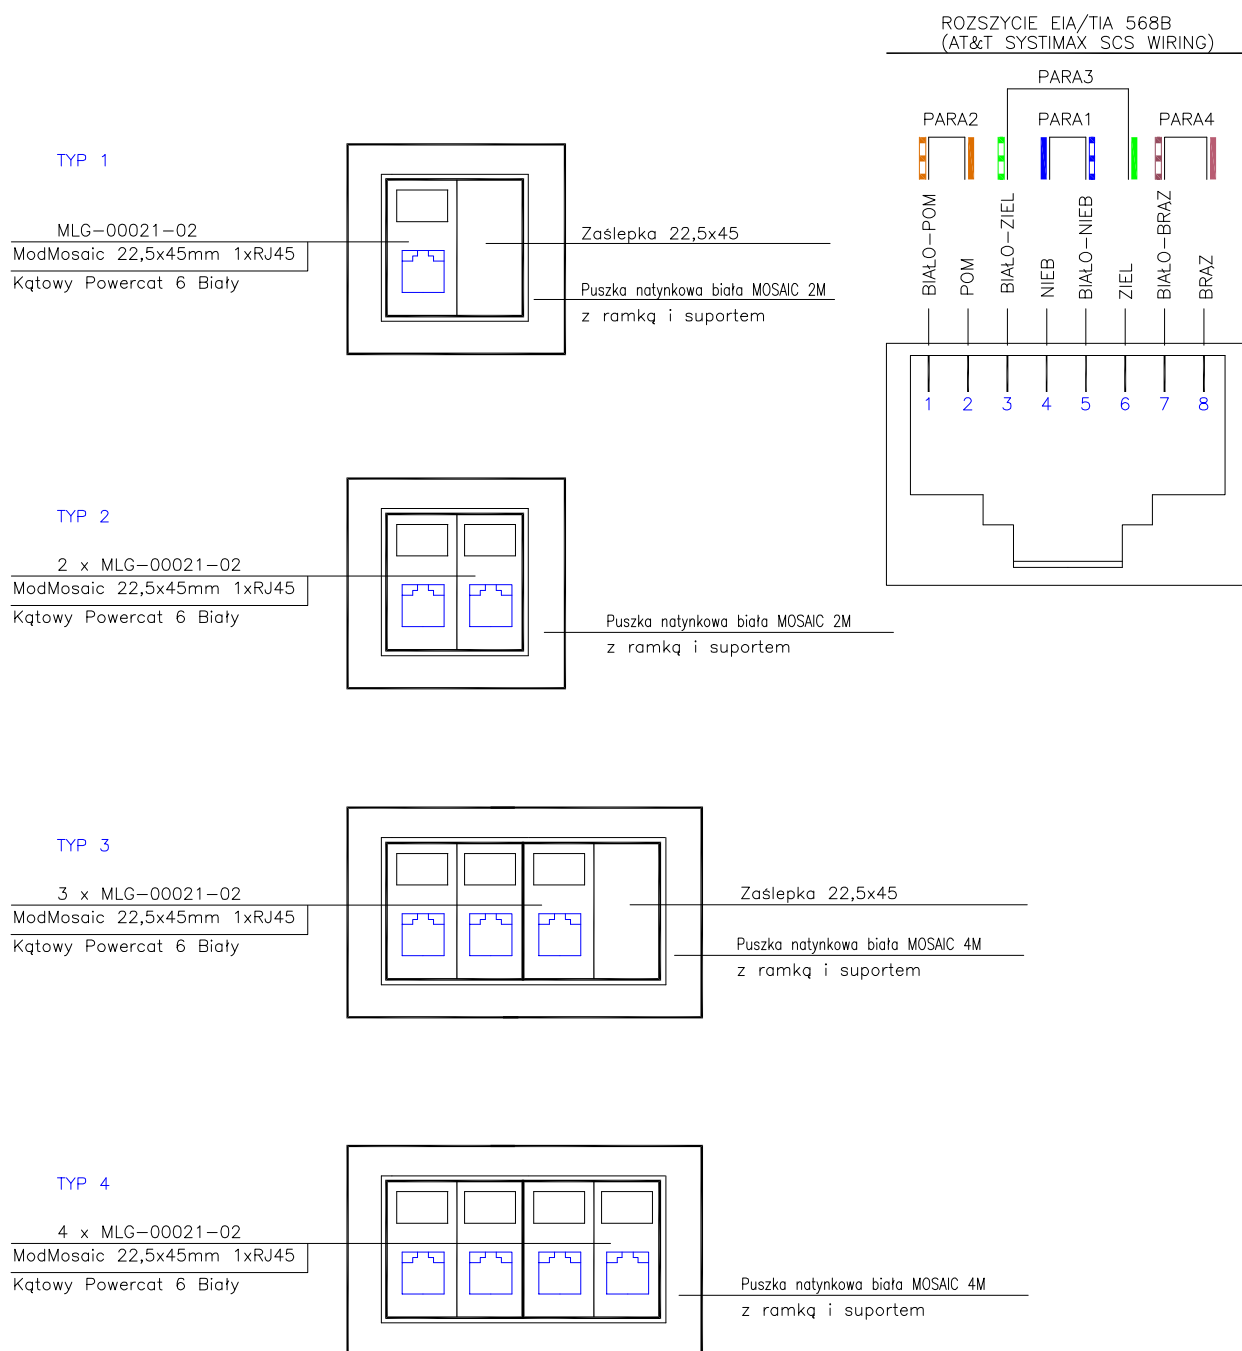 ROZSZYCIE EIA/TIA 568B
(AT&T SYSTIMAX SCS WIRING)
PARA3
PARA2
PARA1
PARA4
BIAŁO-POM
POM
BIAŁO-ZIEL
NIEB
BIAŁO-NIEB
ZIEL
BIAŁO-BRĄZ
BRĄZ
1 2 3 4 5 6 7 8
TYP 1
MLG-00021-02
ModMosaic 22,5x45mm 1xRJ45
Kątowy Powercat 6 Biały
Zaślepka 22,5x45
Puszka natynkowa biała MOSAIC 2M
z ramką i suportem
TYP 2
2 x MLG-00021-02
ModMosaic 22,5x45mm 1xRJ45
Kątowy Powercat 6 Biały
Puszka natynkowa biała MOSAIC 2M
z ramką i suportem
TYP 3
3 x MLG-00021-02
ModMosaic 22,5x45mm 1xRJ45
Kątowy Powercat 6 Biały
Zaślepka 22,5x45
Puszka natynkowa biała MOSAIC 4M
z ramką i suportem
TYP 4
4 x MLG-00021-02
ModMosaic 22,5x45mm 1xRJ45
Kątowy Powercat 6 Biały
Puszka natynkowa biała MOSAIC 4M
z ramką i suportem